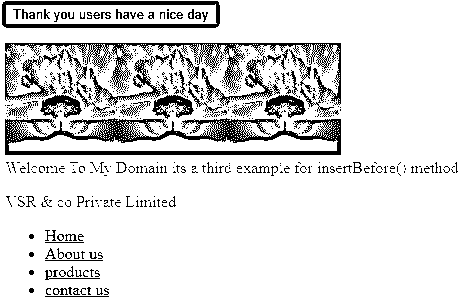 Thank you users have a nice day
Welcome To My Domain its a third example for insertBefore() method
VSR & co Private Limited
Home
About us
products
contact us